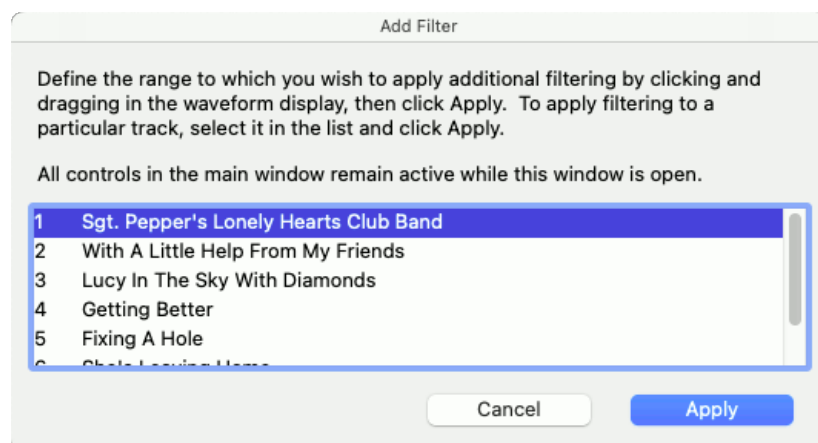 Add Filter
Define the range to which you wish to apply additional filtering by clicking and
dragging in the waveform display, then click Apply.  To apply filtering to a
particular track, select it in the list and click Apply.
All controls in the main window remain active while this window is open.
1 Sgt. Pepper's Lonely Hearts Club Band
2 With A Little Help From My Friends
3 Lucy In The Sky With Diamonds
4 Getting Better
5 Fixing A Hole
6 She's Leaving Home
Cancel Apply